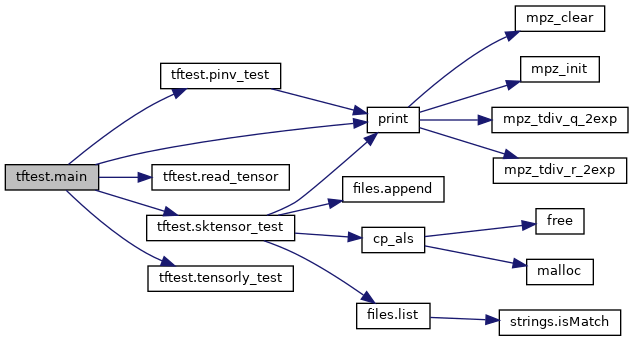 tftest.main
tftest.pinv_test
tftest.read_tensor
tftest.sktensor_test
tftest.tensorly_test
print
files.append
cp_als
files.list
mpz_clear
mpz_init
mpz_tdiv_q_2exp
mpz_tdiv_r_2exp
free
malloc
strings.isMatch